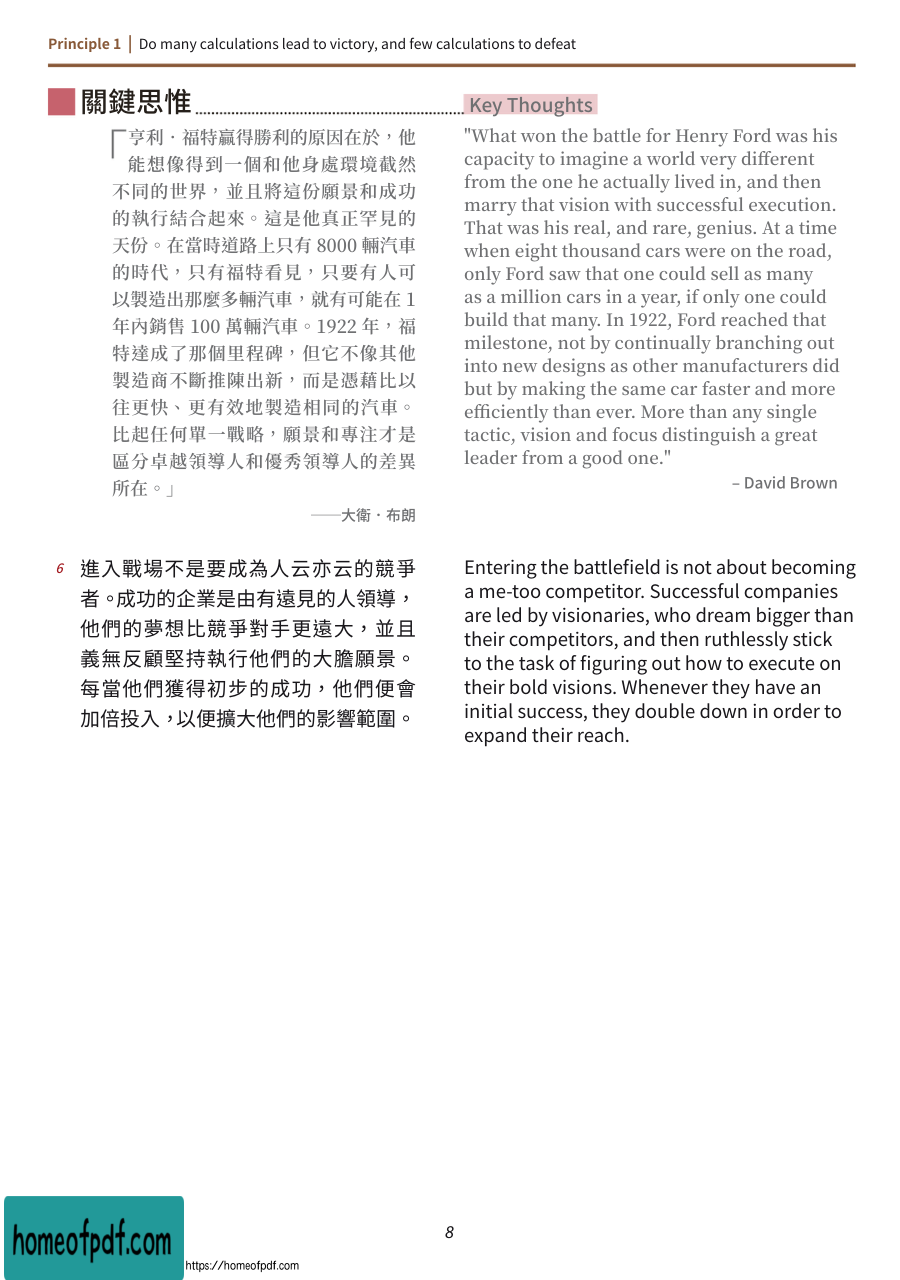 Principle 1 | Do many calculations lead to victory, and few calculations to defeat
關鍵思惟
Key Thoughts
「亨利．福特贏得勝利的原因在於，他
能想像得到一個和他身處環境截然
不同的世界，並且將這份願景和成功
的執行結合起來。這是他真正罕見的
天份。在當時道路上只有 8000 輛汽車
的時代，只有福特看見，只要有人可
以製造出那麼多輛汽車，就有可能在 1
年內銷售 100 萬輛汽車。1922 年，福
特達成了那個里程碑，但它不像其他
製造商不斷推陳出新，而是憑藉比以
往更快、更有效地製造相同的汽車。
比起任何單一戰略，願景和專注才是
區分卓越領導人和優秀領導人的差異
所在。」
──大衛．布朗
"What won the battle for Henry Ford was his
capacity to imagine a world very different
from the one he actually lived in, and then
marry that vision with successful execution.
That was his real, and rare, genius. At a time
when eight thousand cars were on the road,
only Ford saw that one could sell as many
as a million cars in a year, if only one could
build that many. In 1922, Ford reached that
milestone, not by continually branching out
into new designs as other manufacturers did
but by making the same car faster and more
efficiently than ever. More than any single
tactic, vision and focus distinguish a great
leader from a good one."
– David Brown
6
進入戰場不是要成為人云亦云的競爭
者。成功的企業是由有遠見的人領導，
他們的夢想比競爭對手更遠大，並且
義無反顧堅持執行他們的大膽願景。
每當他們獲得初步的成功，他們便會
加倍投入，以便擴大他們的影響範圍。
Entering the battlefield is not about becoming
a me-too competitor. Successful companies
are led by visionaries, who dream bigger than
their competitors, and then ruthlessly stick
to the task of figuring out how to execute on
their bold visions. Whenever they have an
initial success, they double down in order to
expand their reach.
8
homeofpdf.com
https://homeofpdf.com